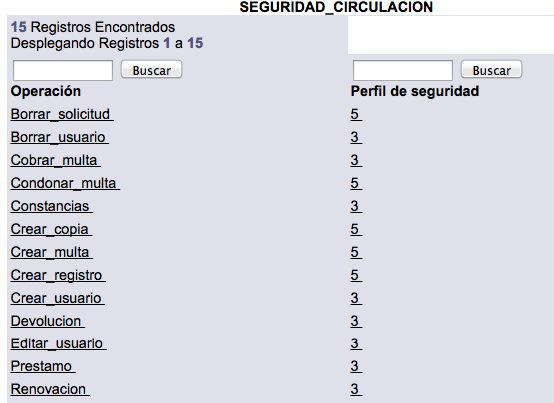 SEGURIDAD_CIRCULACION
15 Registros Encontrados
Desplegando Registros 1 a 15
Buscar Buscar
Operación Perfil de seguridad
Borrar_solicitud 5
Borrar_usuario 3
Cobrar_multa 3
Condonar_multa 5
Constancias 3
Crear_copia 5
Crear_multa 5
Crear_registro 5
Crear_usuario 3
Devolucion 3
Editar_usuario 3
Prestamo 3
Renovacion 3